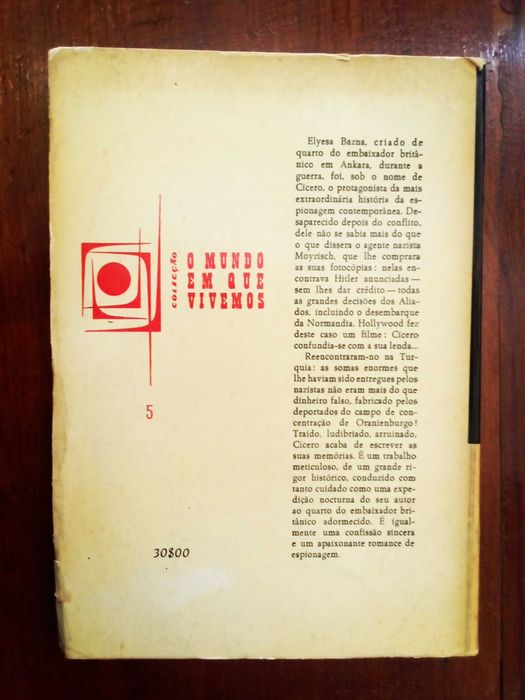 Elyesa Bazna, criado de
quarto do embaixador britâ-
nico em Ankara, durante a
guerra, foi, sob o nome de
Cicero, o protagonista da mais
extraordinária história da es-
pionagem contemporânea. De-
saparecido depois do conflito,
dele não se sabia mais do que
o que dissera o agente nazista
Moyzisch, que lhe comprara
as suas fotocópias: nelas en-
contrava Hitler anunciadas —
sem lhes dar crédito — todas
as grandes decisões dos Alia-
dos, incluindo o desembarque
da Normandia. Hollywood fez
deste caso um filme: Cicero
confundia-se com a sua lenda...
Reencontraram-no na Tur-
quia: as somas enormes que
lhe haviam sido entregues pelos
nazistas não eram mais do que
dinheiro falso, fabricado pelos
deportados do campo de con-
centração de Oranienburgo!
Traído, ludibriado, arruinado,
Cicero acaba de escrever as
suas memórias. É um trabalho
meticuloso, de um grande ri-
gor histórico, conduzido com
tanto cuidado como uma expe-
dição nocturna do seu autor
ao quarto do embaixador bri-
tânico adormecido. É igual-
mente uma confissão sincera
e um apaixonante romance de
espionagem.
colecção
O MUNDO
EM QUE
VIVEMOS
5
30$00